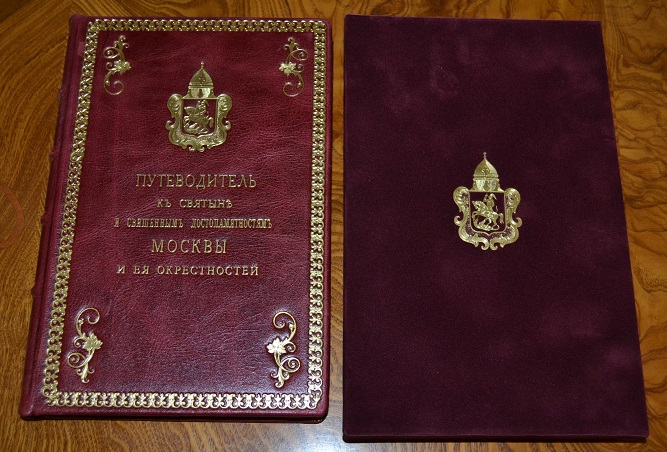 ПУТЕВОДИТЕЛЬ
КЪ СВЯТЫНѢ
И СВЯЩЕННЫМЪ ДОСТОПАМЯТНОСТЯМЪ
МОСКВЫ
И ЕЯ ОКРЕСТНОСТЕЙ